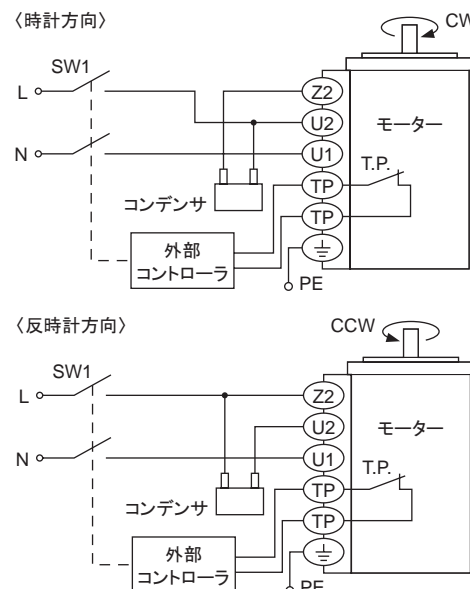 〈時計方向〉
CW
SW1
L
Z2
U2
モーター
N
U1
T.P.
TP
コンデンサ
TP
外部
コントローラ
PE
〈反時計方向〉
CCW
SW1
L
Z2
U2
モーター
N
U1
T.P.
TP
コンデンサ
TP
外部
コントローラ
PE